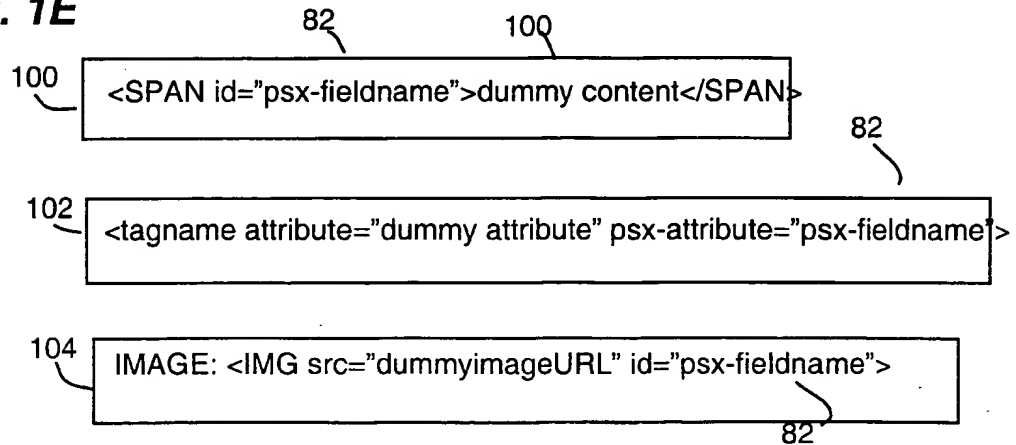 . 1E
82
100
100
<SPAN id="psx-fieldname">dummy content</SPAN>
82
102
<tagname attribute="dummy attribute" psx-attribute="psx-fieldname">
104
IMAGE: <IMG src="dummyimageURL" id="psx-fieldname">
82